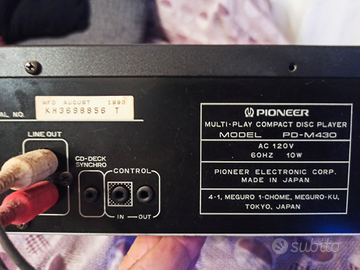 AL NO.
MFD AUGUST 1990
KH3698856 T
LINE OUT
CD-DECK
SYNCHRO
CONTROL
IN
OUT
PIONEER
MULTI-PLAY COMPACT DISC PLAYER
MODEL PD-M430
AC 120V
60HZ 10W
PIONEER ELECTRONIC CORP.
MADE IN JAPAN
4-1, MEGURO 1-CHOME, MEGURO-KU,
TOKYO, JAPAN
subito